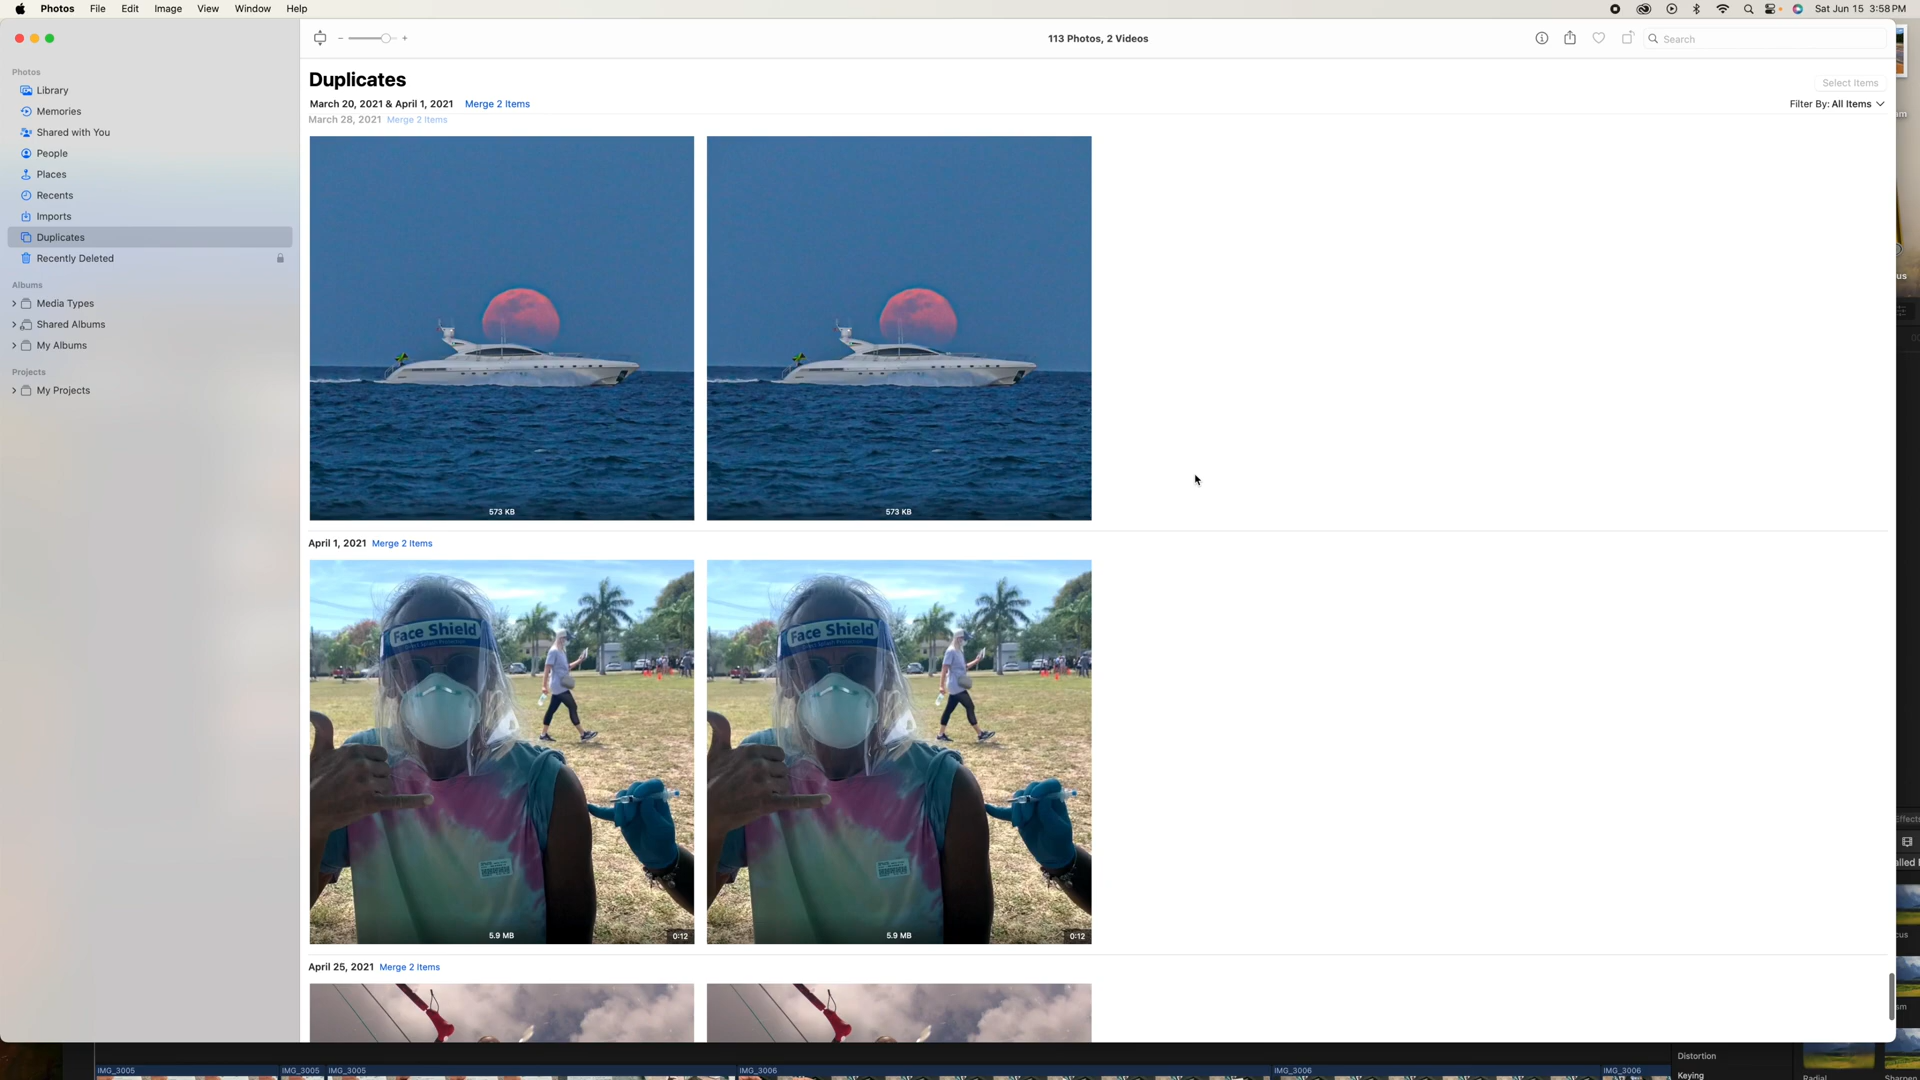 Photos File Edit Image View Window Help
Sat Jun 15 3:58 PM
113 Photos, 2 Videos
Search
Photos
Library
Memories
Shared with You
People
Places
Recents
Imports
Duplicates
Recently Deleted
Albums
Media Types
Shared Albums
My Albums
Projects
My Projects
Duplicates
Select Items
March 20, 2021 & April 1, 2021 Merge 2 Items
Filter By: All Items
March 28, 2021 Merge 2 Items
573 KB
573 KB
April 1, 2021 Merge 2 Items
Face Shield
Face Shield
5.9 MB
0:12
5.9 MB
0:12
April 25, 2021 Merge 2 Items
IMG_3005
IMG_3005
IMG_3005
IMG_3006
IMG_3006
IMG_3006
Distortion
Keying
Radial
Effects